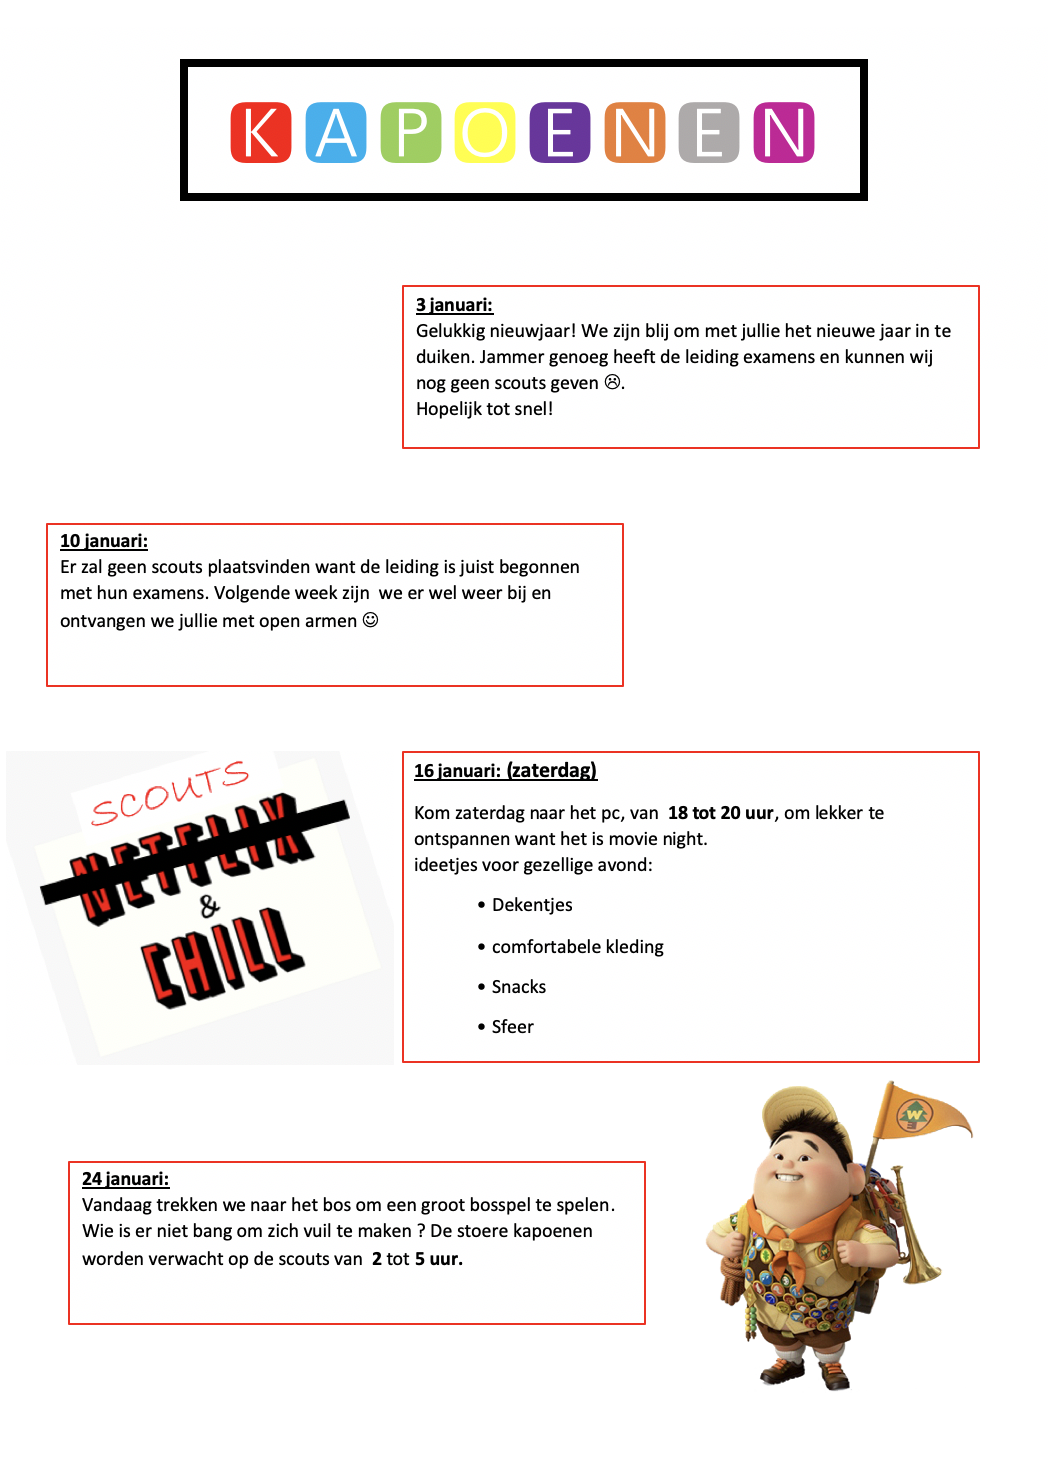 KAPOENEN
3 januari:
Gelukkig nieuwjaar! We zijn blij om met jullie het nieuwe jaar in te
duiken. Jammer genoeg heeft de leiding examens en kunnen wij
nog geen scouts geven ☹.
Hopelijk tot snel!
10 januari:
Er zal geen scouts plaatsvinden want de leiding is juist begonnen
met hun examens. Volgende week zijn  we er wel weer bij en
ontvangen we jullie met open armen ☺
SCOUTS
NETFLIX
&
CHILL
16 januari: (zaterdag)
Kom zaterdag naar het pc, van  18 tot 20 uur, om lekker te
ontspannen want het is movie night.
ideetjes voor gezellige avond:
• Dekentjes
• comfortabele kleding
• Snacks
• Sfeer
W
24 januari:
Vandaag trekken we naar het bos om een groot bosspel te spelen.
Wie is er niet bang om zich vuil te maken ? De stoere kapoenen
worden verwacht op de scouts van  2 tot 5 uur.